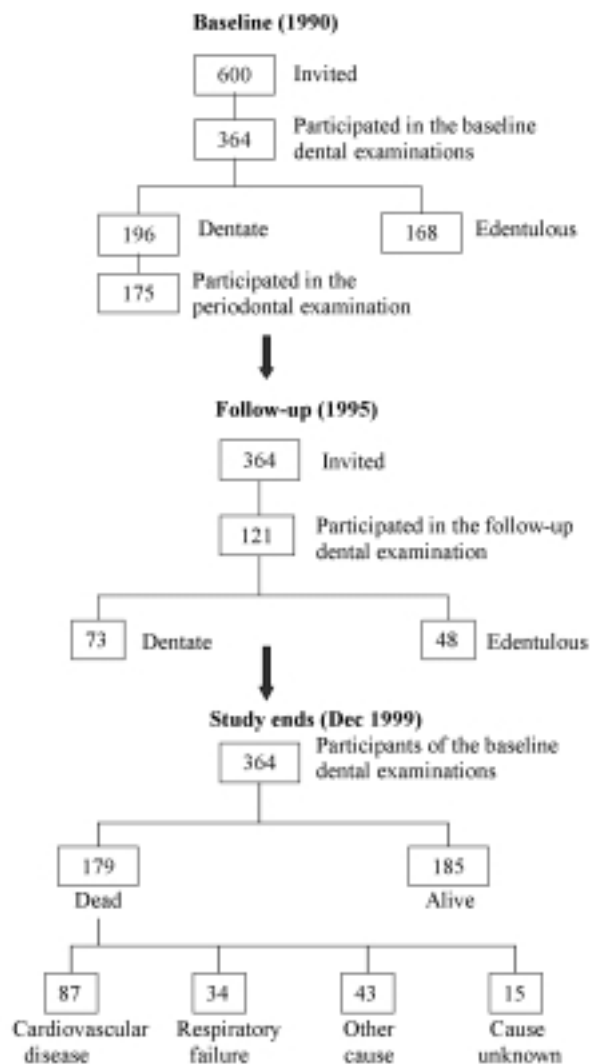 Baseline (1990)
600 Invited
364 Participated in the baseline
dental examinations
196 Dentate 168 Edentulous
175 Participated in the
periodontal examination
Follow-up (1995)
364 Invited
121 Participated in the follow-up
dental examination
73 Dentate 48 Edentulous
Study ends (Dec 1999)
364 Participants of the baseline
dental examinations
179 185
Dead Alive
87 34 43 15
Cardiovascular Respiratory Other Cause
disease failure cause unknown